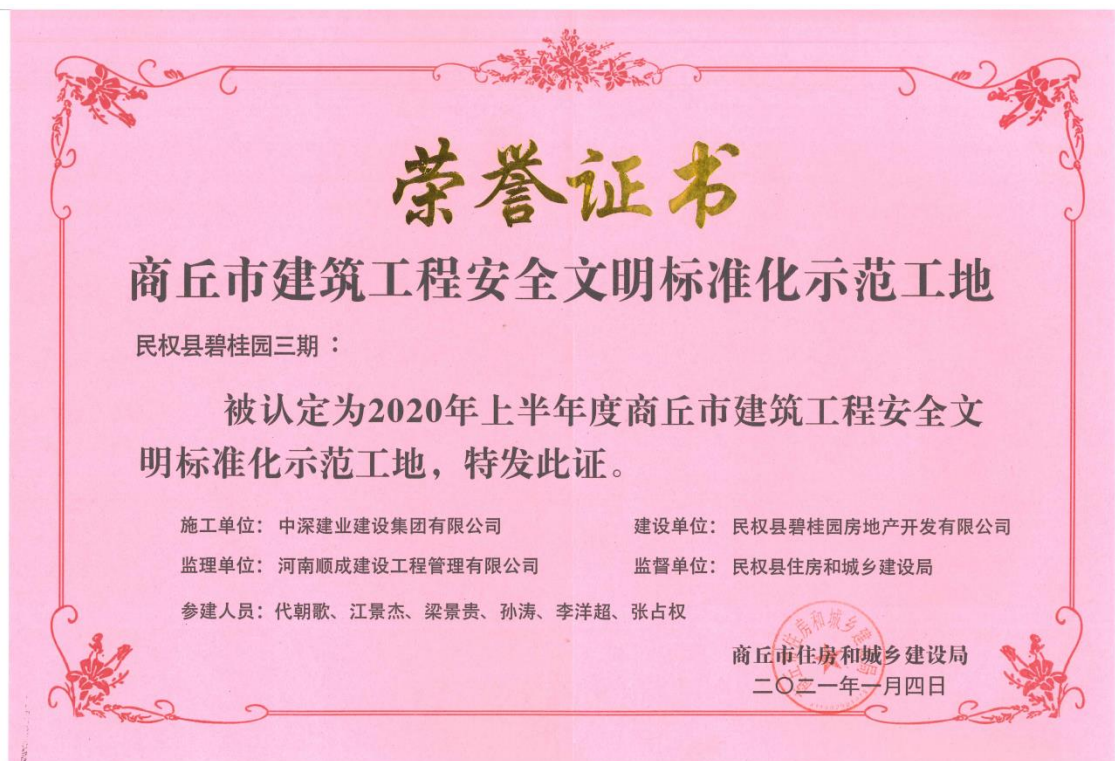 荣誉证书
商丘市建筑工程安全文明标准化示范工地
民权县碧桂园三期：
被认定为2020年上半年度商丘市建筑工程安全文
明标准化示范工地，特发此证。
施工单位：中深建业建设集团有限公司
建设单位：民权县碧桂园房地产开发有限公司
监理单位：河南顺成建设工程管理有限公司
监督单位：民权县住房和城乡建设局
参建人员：代朝歌、江景杰、梁景贵、孙涛、李洋超、张占权
商丘市住房和城乡建设局
二〇二一年一月四日